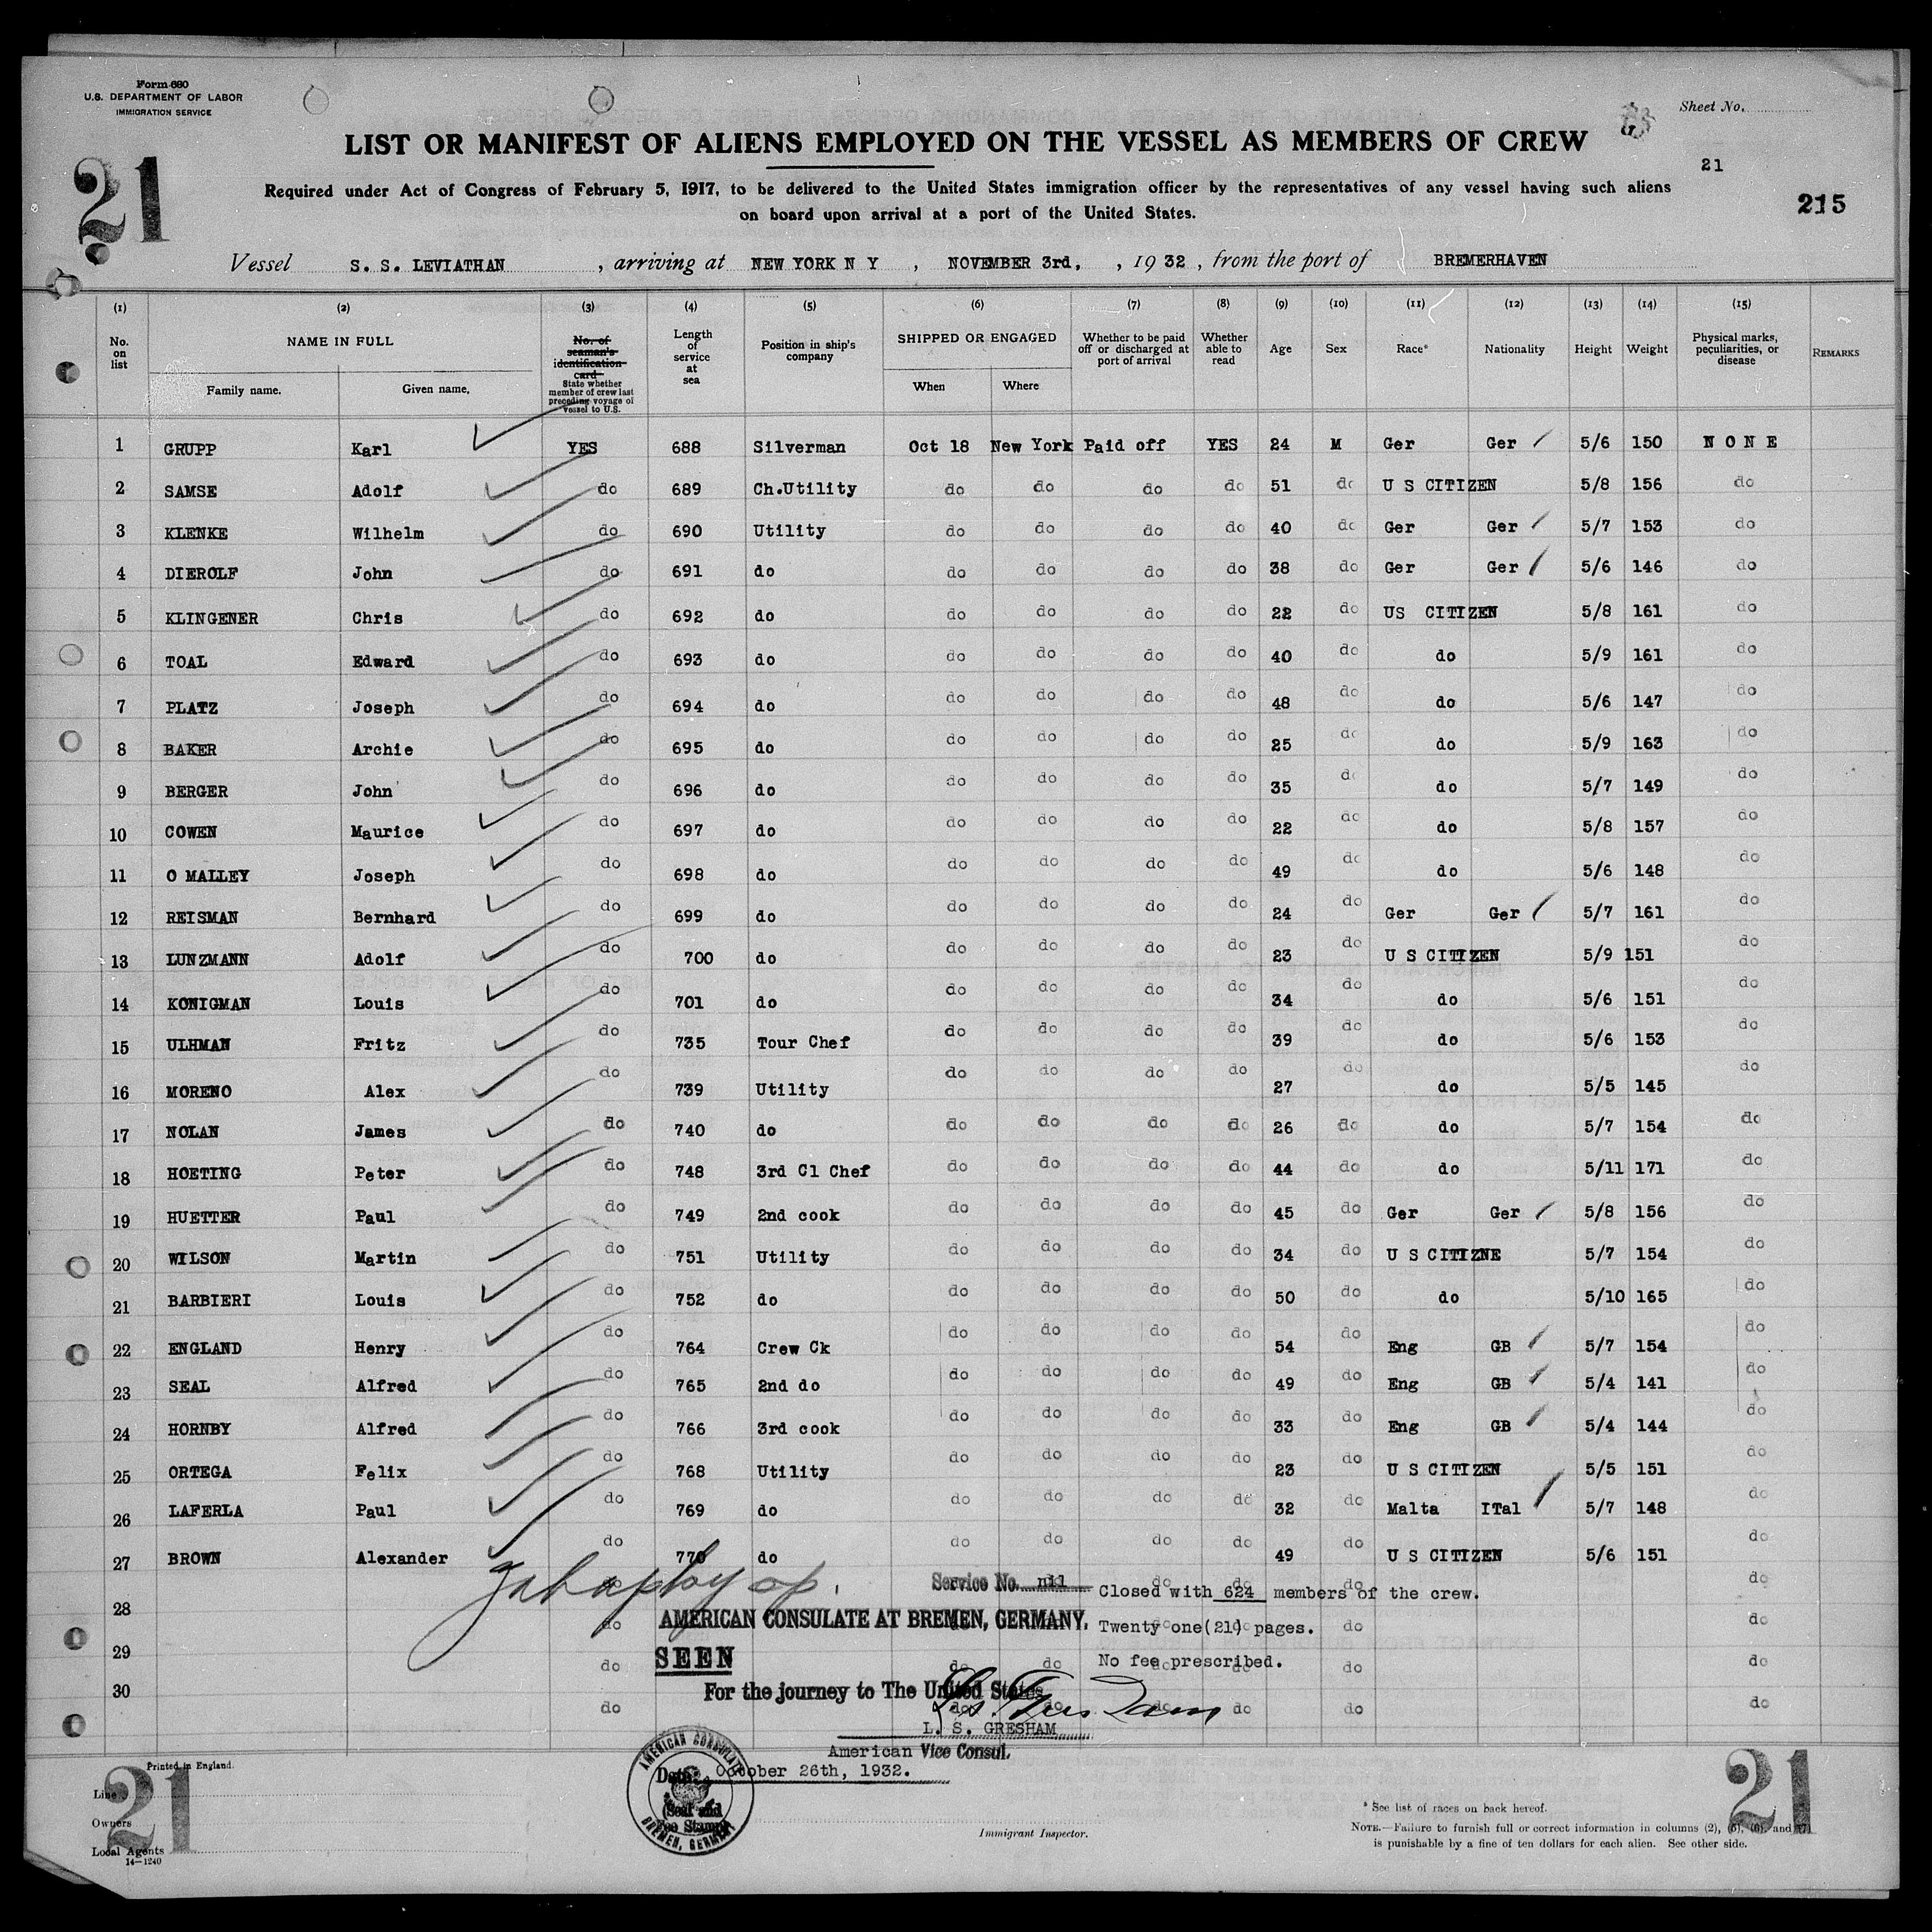 Form 680
U.S. DEPARTMENT OF LABOR
IMMIGRATION SERVICE
Sheet No.
LIST OR MANIFEST OF ALIENS EMPLOYED ON THE VESSEL AS MEMBERS OF CREW
21
21
215
Required under Act of Congress of February 5, 1917, to be delivered to the United States immigration officer by the representatives of any vessel having such aliens
on board upon arrival at a port of the United States.
Vessel S. S. LEVIATHAN , arriving at NEW YORK N Y , NOVEMBER 3rd, , 19 32 , from the port of BREMERHAVEN
(1) (2) (3) (4) (5) (6) (7) (8) (9) (10) (11) (12) (13) (14) (15)
No. on list NAME IN FULL Family name. Given name. No. of seaman's identification card State whether member of crew last preceding voyage of vessel to U.S. Length of service at sea Position in ship's company SHIPPED OR ENGAGED When Where Whether to be paid off or discharged at port of arrival Whether able to read Age Sex Race* Nationality Height Weight Physical marks, peculiarities, or disease REMARKS
1 GRUPP Karl YES 688 Silverman Oct 18 New York Paid off YES 24 M Ger Ger 5/6 150 N O N E
2 SAMSE Adolf do 689 Ch.Utility do do do do 51 do U S CITIZEN 5/8 156 do
3 KLENKE Wilhelm do 690 Utility do do do do 40 do Ger Ger 5/7 153 do
4 DIEROLF John do 691 do do do do do 38 do Ger Ger 5/6 146 do
5 KLINGENER Chris do 692 do do do do do 22 do US CITIZEN 5/8 161 do
6 TOAL Edward do 693 do do do do do 40 do do 5/9 161 do
7 PLATZ Joseph do 694 do do do do do 48 do do 5/6 147 do
8 BAKER Archie do 695 do do do do do 25 do do 5/9 163 do
9 BERGER John do 696 do do do do do 35 do do 5/7 149 do
10 COWEN Maurice do 697 do do do do do 22 do do 5/8 157 do
11 O MALLEY Joseph do 698 do do do do do 49 do do 5/6 148 do
12 REISMAN Bernhard do 699 do do do do do 24 do Ger Ger 5/7 161 do
13 LUNZMANN Adolf do 700 do do do do do 23 do U S CITIZEN 5/9 151 do
14 KONIGMAN Louis do 701 do do do do do 34 do do 5/6 151 do
15 ULHMAN Fritz do 735 Tour Chef do do do do 39 do do 5/6 153 do
16 MORENO Alex do 739 Utility do do do do 27 do do 5/5 145 do
17 NOLAN James do 740 do do do do do 26 do do 5/7 154 do
18 HOETING Peter do 748 3rd Cl Chef do do do do 44 do do 5/11 171 do
19 HUETTER Paul do 749 2nd cook do do do do 45 do Ger Ger 5/8 156 do
20 WILSON Martin do 751 Utility do do do do 34 do U S CITIZNE 5/7 154 do
21 BARBIERI Louis do 752 do do do do do 50 do do 5/10 165 do
22 ENGLAND Henry do 764 Crew Ck do do do do 54 do Eng GB 5/7 154 do
23 SEAL Alfred do 765 2nd do do do do do 49 do Eng GB 5/4 141 do
24 HORNBY Alfred do 766 3rd cook do do do do 33 do Eng GB 5/4 144 do
25 ORTEGA Felix do 768 Utility do do do do 23 do U S CITIZEN 5/5 151 do
26 LAFERLA Paul do 769 do do do do do 32 do Malta ITal 5/7 148 do
27 BROWN Alexander do 770 do do do do do 49 do U S CITIZEN 5/6 151 do
Service No. nil do do do Closed with 624 members of the crew.
28 do AMERICAN CONSULATE AT BREMEN, GERMANY. do do do Twenty one(21) pages. do do
29 do SEEN do do do do No fee prescribed. do do
30 do For the journey to The United States do do do do do do
L. S. GRESHAM
American Vice Consul.
Date October 26th, 1932.
AMERICAN CONSULATE
BREMEN, GERMANY
(Seal and
Fee Stamp)
Printed in England.
21
21
Line
Owners
Local Agents
14—1240
Immigrant Inspector.
* See list of races on back hereof.
NOTE.—Failure to furnish full or correct information in columns (2), (5), (6), and (7)
is punishable by a fine of ten dollars for each alien. See other side.